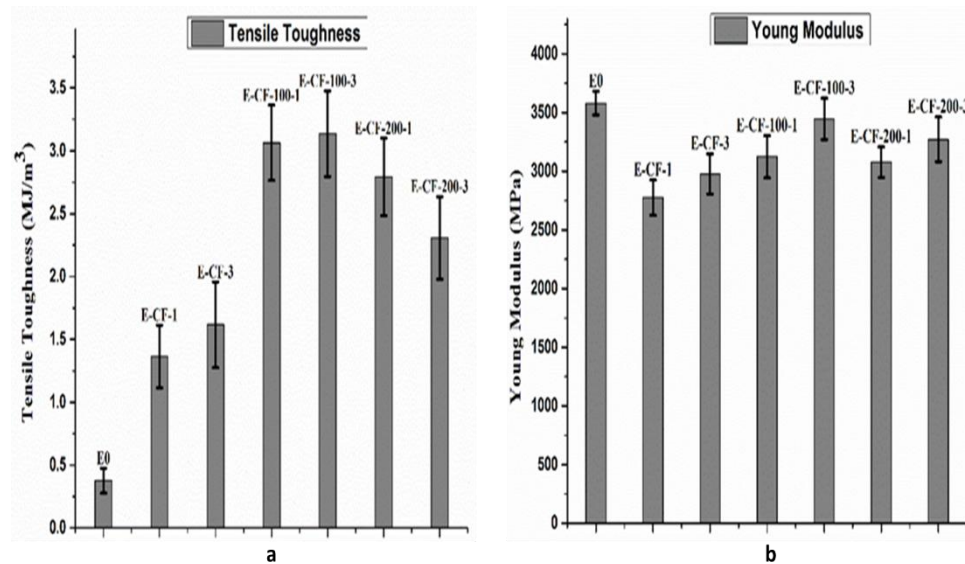 Tensile Toughness
Tensile Toughness (MJ/m³)
3.5
3.0
2.5
2.0
1.5
1.0
0.5
0.0
E0
E-CF-1
E-CF-3
E-CF-100-1
E-CF-100-3
E-CF-200-1
E-CF-200-3
a
Young Modulus
Young Modulus (MPa)
4000
3500
3000
2500
2000
1500
1000
500
0
E0
E-CF-1
E-CF-3
E-CF-100-1
E-CF-100-3
E-CF-200-1
E-CF-200-3
b